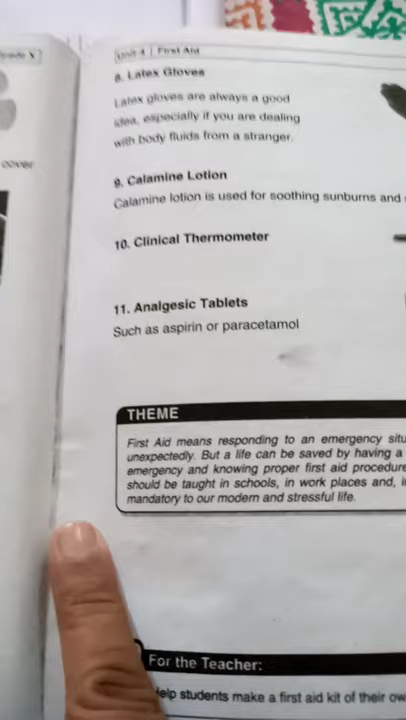 Grade X
Unit 4 | First Aid
8. Latex Gloves
Latex gloves are always a good
idea, especially if you are dealing
with body fluids from a stranger.
cover
9. Calamine Lotion
Calamine lotion is used for soothing sunburns and
10. Clinical Thermometer
11. Analgesic Tablets
Such as aspirin or paracetamol
THEME
First Aid means responding to an emergency situ
unexpectedly. But a life can be saved by having a
emergency and knowing proper first aid procedure
should be taught in schools, in work places and, i
mandatory to our modern and stressful life.
For the Teacher:
elp students make a first aid kit of their ow